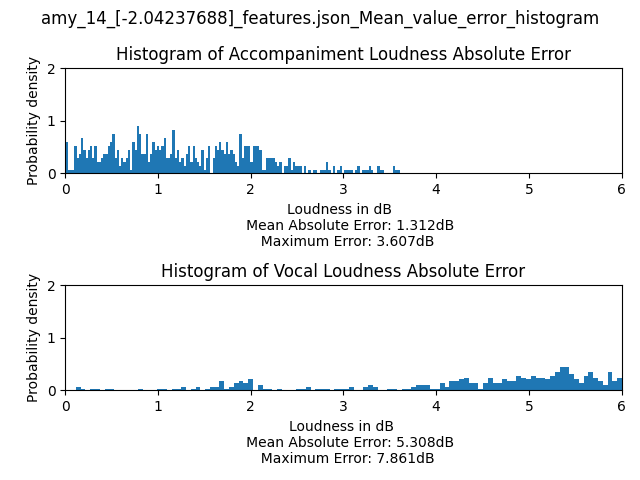 amy_14_[-2.04237688]_features.json_Mean_value_error_histogram
Histogram of Accompaniment Loudness Absolute Error
Probability density
2
1
0
0 1 2 3 4 5 6
Loudness in dB
Mean Absolute Error: 1.312dB
Maximum Error: 3.607dB
Histogram of Vocal Loudness Absolute Error
Probability density
2
1
0
0 1 2 3 4 5 6
Loudness in dB
Mean Absolute Error: 5.308dB
Maximum Error: 7.861dB